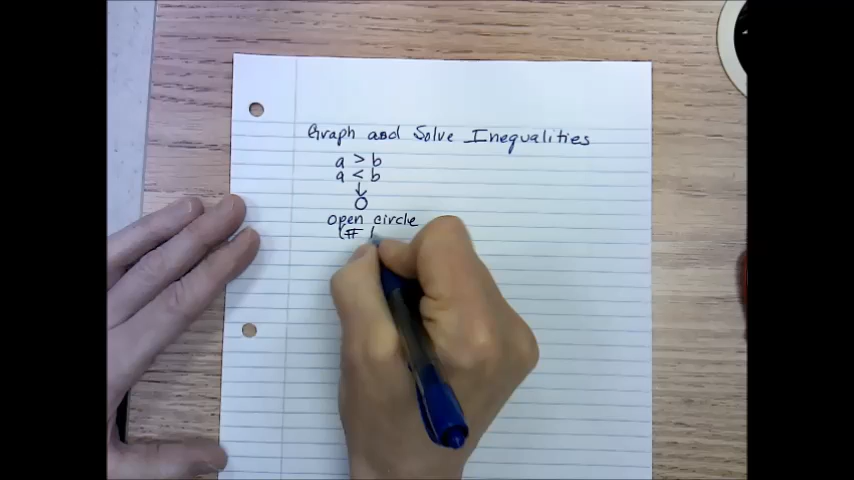 Graph and Solve Inequalities
a > b
a < b
↓
O
open circle
(#